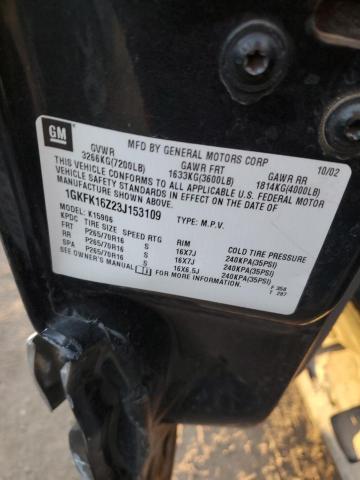 GM
MFD BY GENERAL MOTORS CORP 10/02
GVWR GAWR FRT GAWR RR
3266KG(7200LB) 1633KG(3600LB) 1814KG(4000LB)
THIS VEHICLE CONFORMS TO ALL APPLICABLE U.S. FEDERAL MOTOR
VEHICLE SAFETY STANDARDS IN EFFECT ON THE DATE OF
MANUFACTURE SHOWN ABOVE.
1GKFK16Z23J153109 TYPE: M.P.V.
MODEL: K15906
KPDC TIRE SIZE SPEED RTG RIM COLD TIRE PRESSURE
FRT P265/70R16 S 16X7J 240KPA(35PSI)
RR P265/70R16 S 16X7J 240KPA(35PSI)
SPA P265/70R16 S 16X6.5J 240KPA(35PSI)
SEE OWNER'S MANUAL FOR MORE INFORMATION.